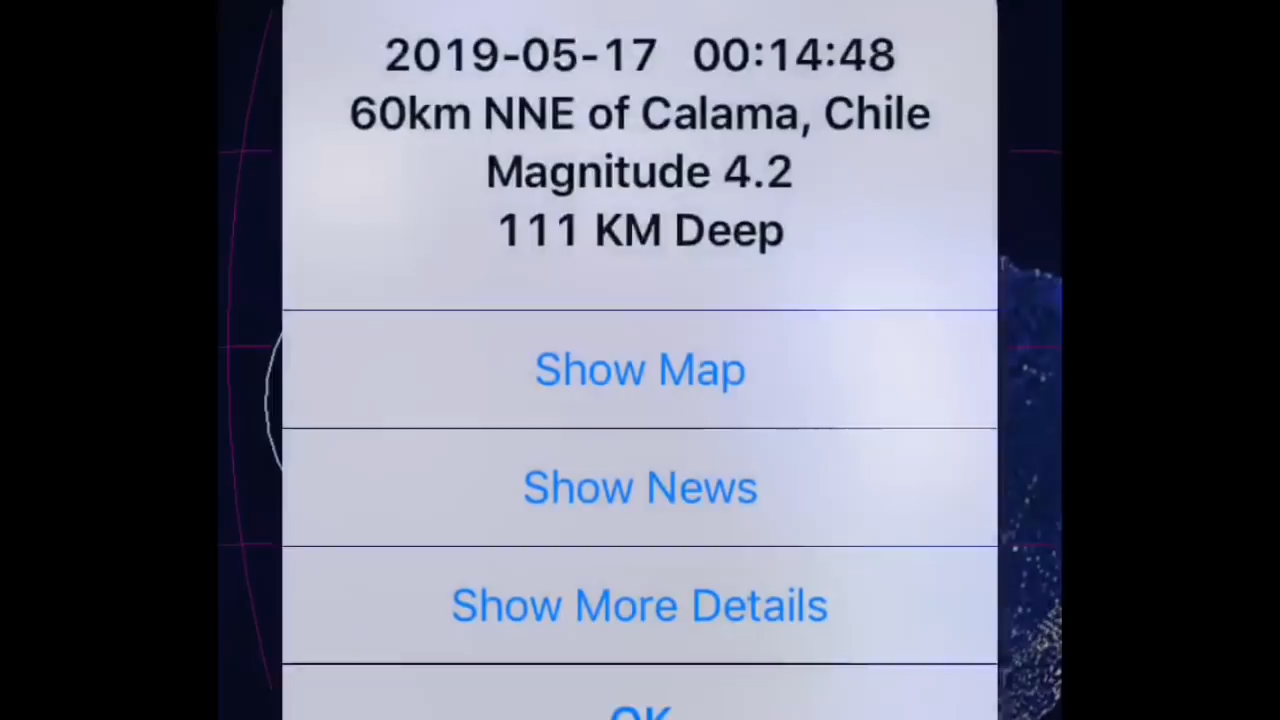 2019-05-17 00:14:48
60km NNE of Calama, Chile
Magnitude 4.2
111 KM Deep
Show Map
Show News
Show More Details
OK